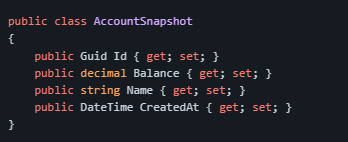 public class AccountSnapshot
{
    public Guid Id { get; set; }
    public decimal Balance { get; set; }
    public string Name { get; set; }
    public DateTime CreatedAt { get; set; }
}